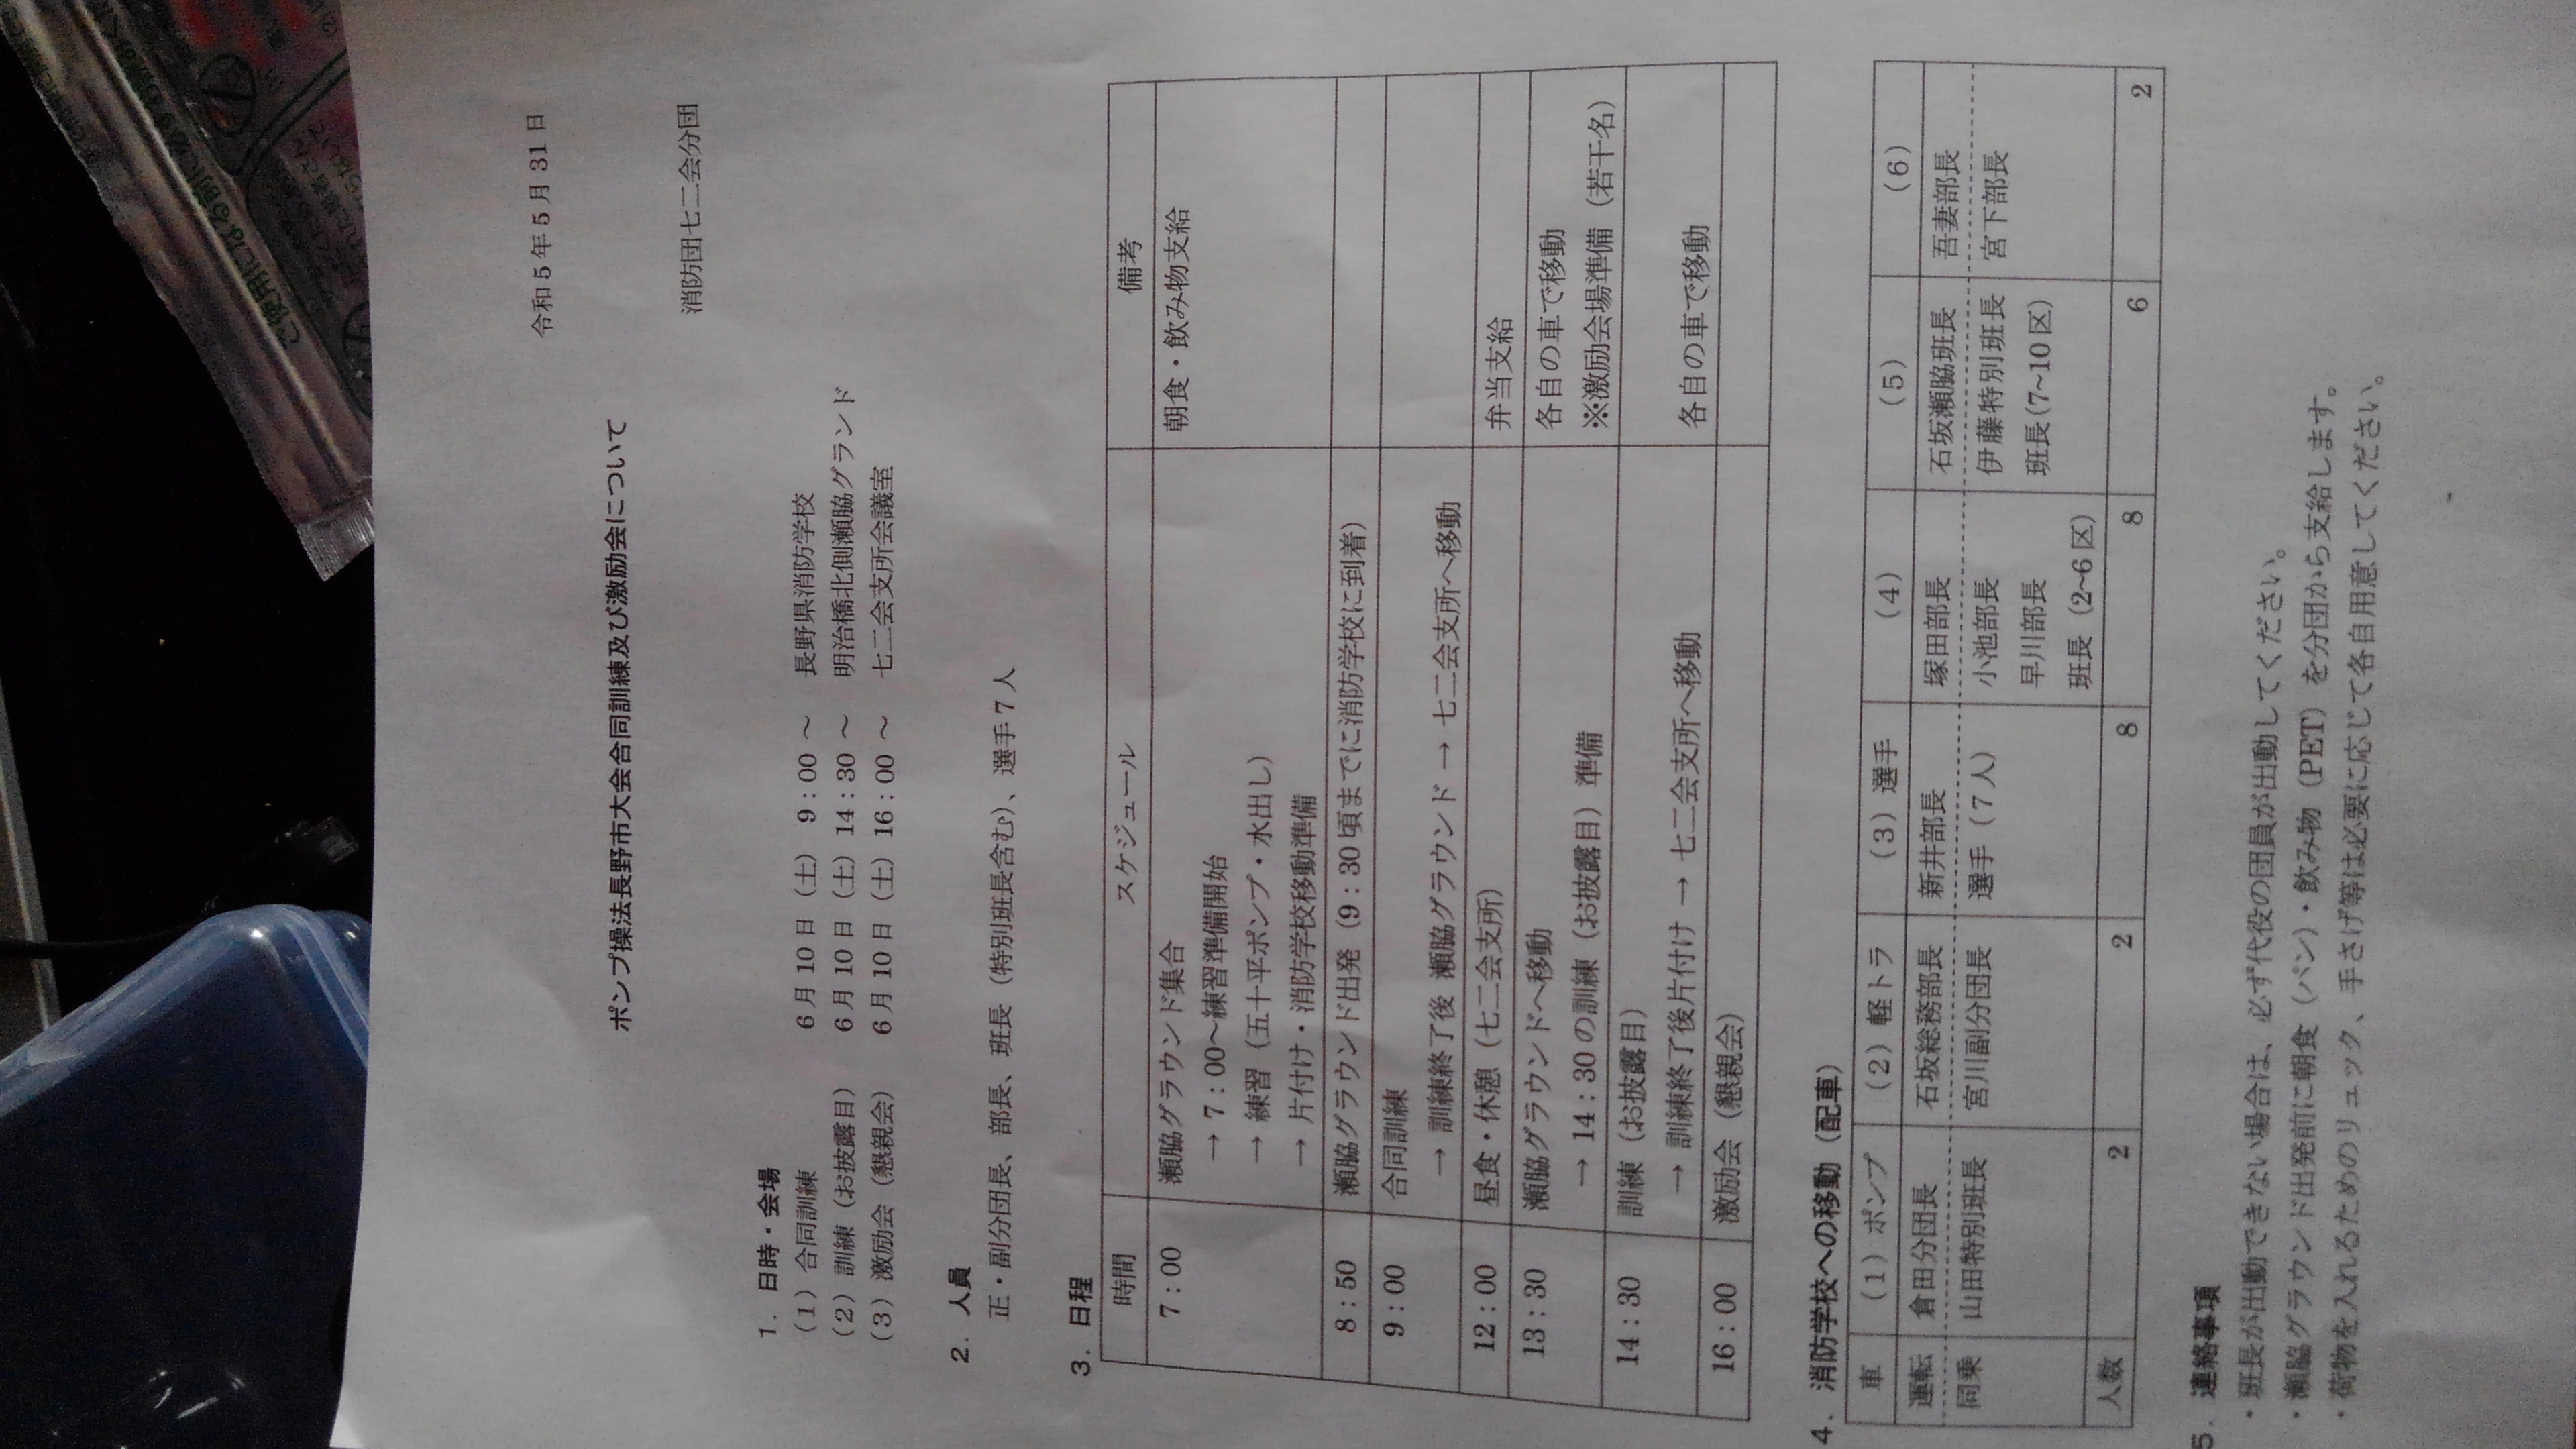 ご使用になる前に必ず
令和5年5月31日
ポンプ操法長野市大会合同訓練及び激励会について
消防団七二会分団
1．日時・会場
（1）合同訓練 6月10日（土） 9：00 ～ 長野県消防学校
（2）訓練（お披露目） 6月10日（土）14：30 ～ 明治橋北側瀬脇グランド
（3）激励会（懇親会） 6月10日（土）16：00 ～ 七二会支所会議室
2．人員
正・副分団長、部長、班長（特別班長含む）、選手7人
3．日程
時間 スケジュール 備考
7：00 瀬脇グラウンド集合 朝食・飲み物支給
→ 7：00～練習準備開始
→ 練習（五十平ポンプ・水出し）
→ 片付け・消防学校移動準備
8：50 瀬脇グラウンド出発（9：30頃までに消防学校に到着）
9：00 合同訓練
→ 訓練終了後 瀬脇グラウンド → 七二会支所へ移動
12：00 昼食・休憩（七二会支所） 弁当支給
13：30 瀬脇グラウンドへ移動 各自の車で移動
→ 14：30の訓練（お披露目）準備 ※激励会場準備（若干名）
14：30 訓練（お披露目）
→ 訓練終了後片付け → 七二会支所へ移動 各自の車で移動
16：00 激励会（懇親会）
4．消防学校への移動（配車）
車 （1）ポンプ （2）軽トラ （3）選手 （4） （5） （6）
運転 倉田分団長 石坂総務部長 新井部長 塚田部長 石坂瀬脇班長 吾妻部長
同乗 山田特別班長 宮川副分団長 選手（7人） 小池部長 伊藤特別班長 宮下部長
早川部長 班長（7~10区）
班長（2~6区）
人数 2 2 8 8 6 2
5．連絡事項
・班長が出動できない場合は、必ず代役の団員が出動してください。
・瀬脇グラウンド出発前に朝食（パン）・飲み物（PET）を分団から支給します。
・荷物を入れるためのリュック、手さげ等は必要に応じて各自用意してください。